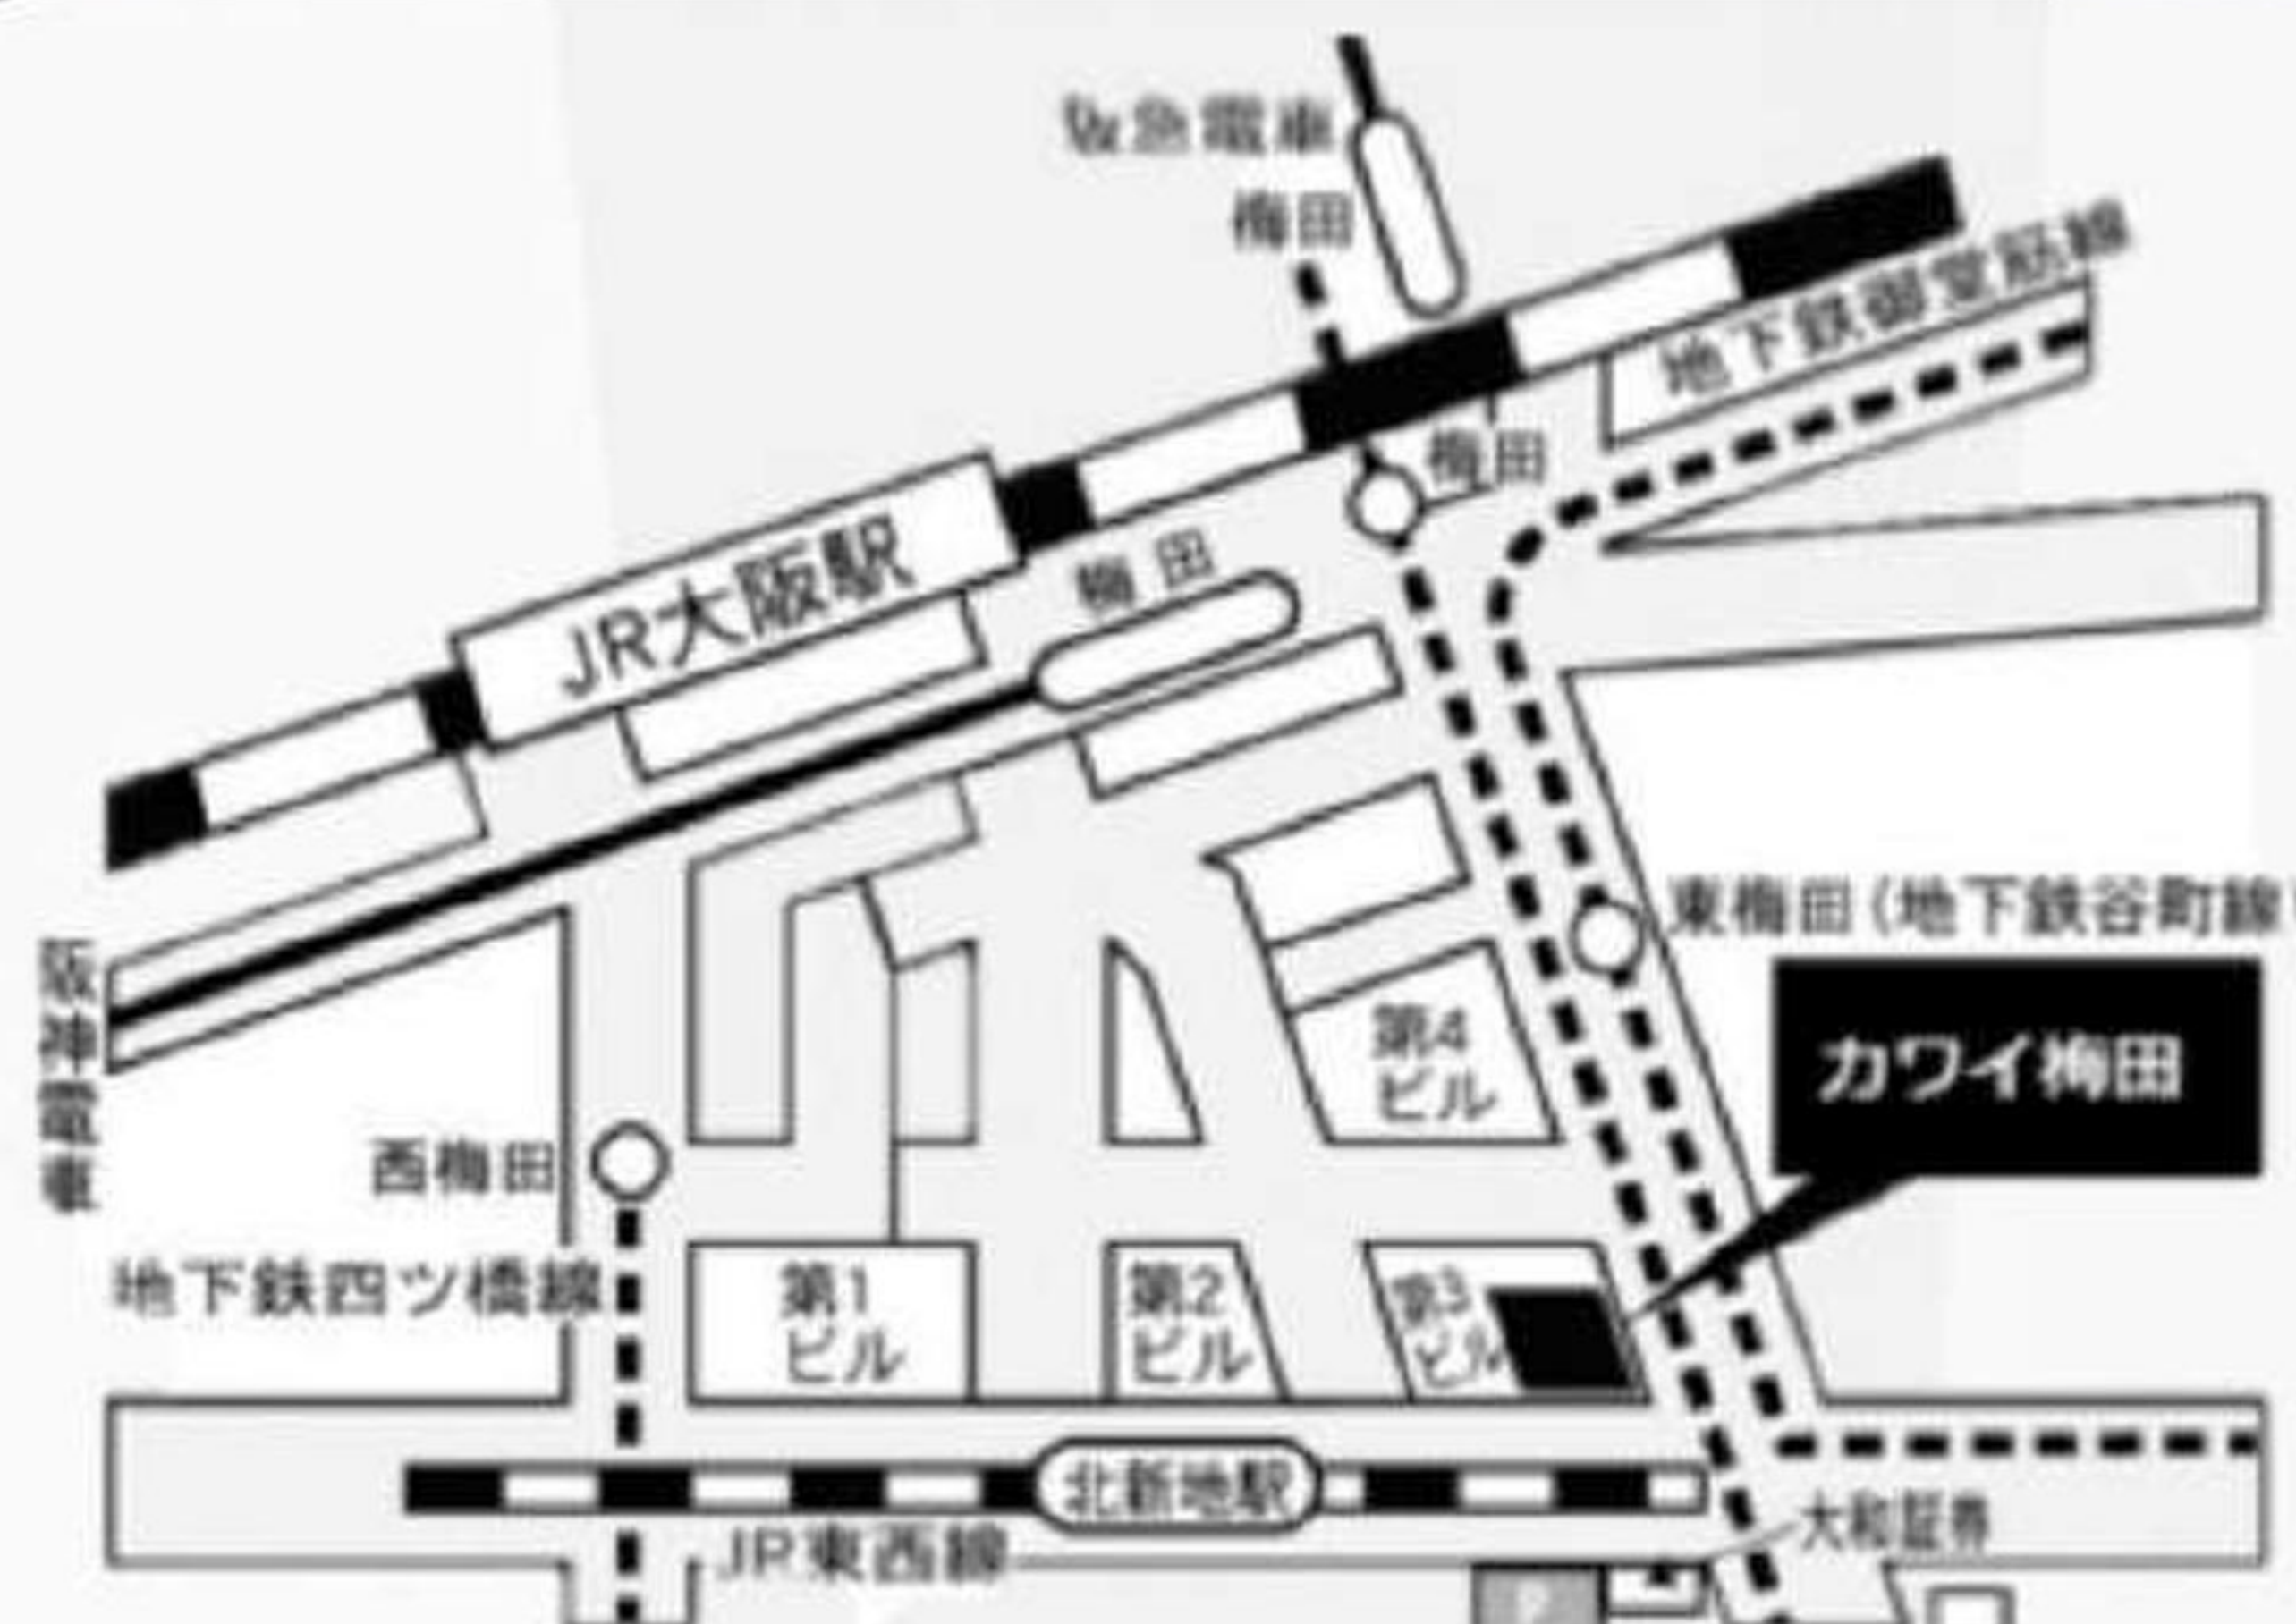 阪急電車
梅田
地下鉄御堂筋線
梅田
JR大阪駅
梅田
東梅田（地下鉄谷町線）
カワイ梅田
阪神電車
第4
ビル
西梅田
地下鉄四ツ橋線
第1
ビル
第2
ビル
第3
ビル
北新地駅
JR東西線
大和証券